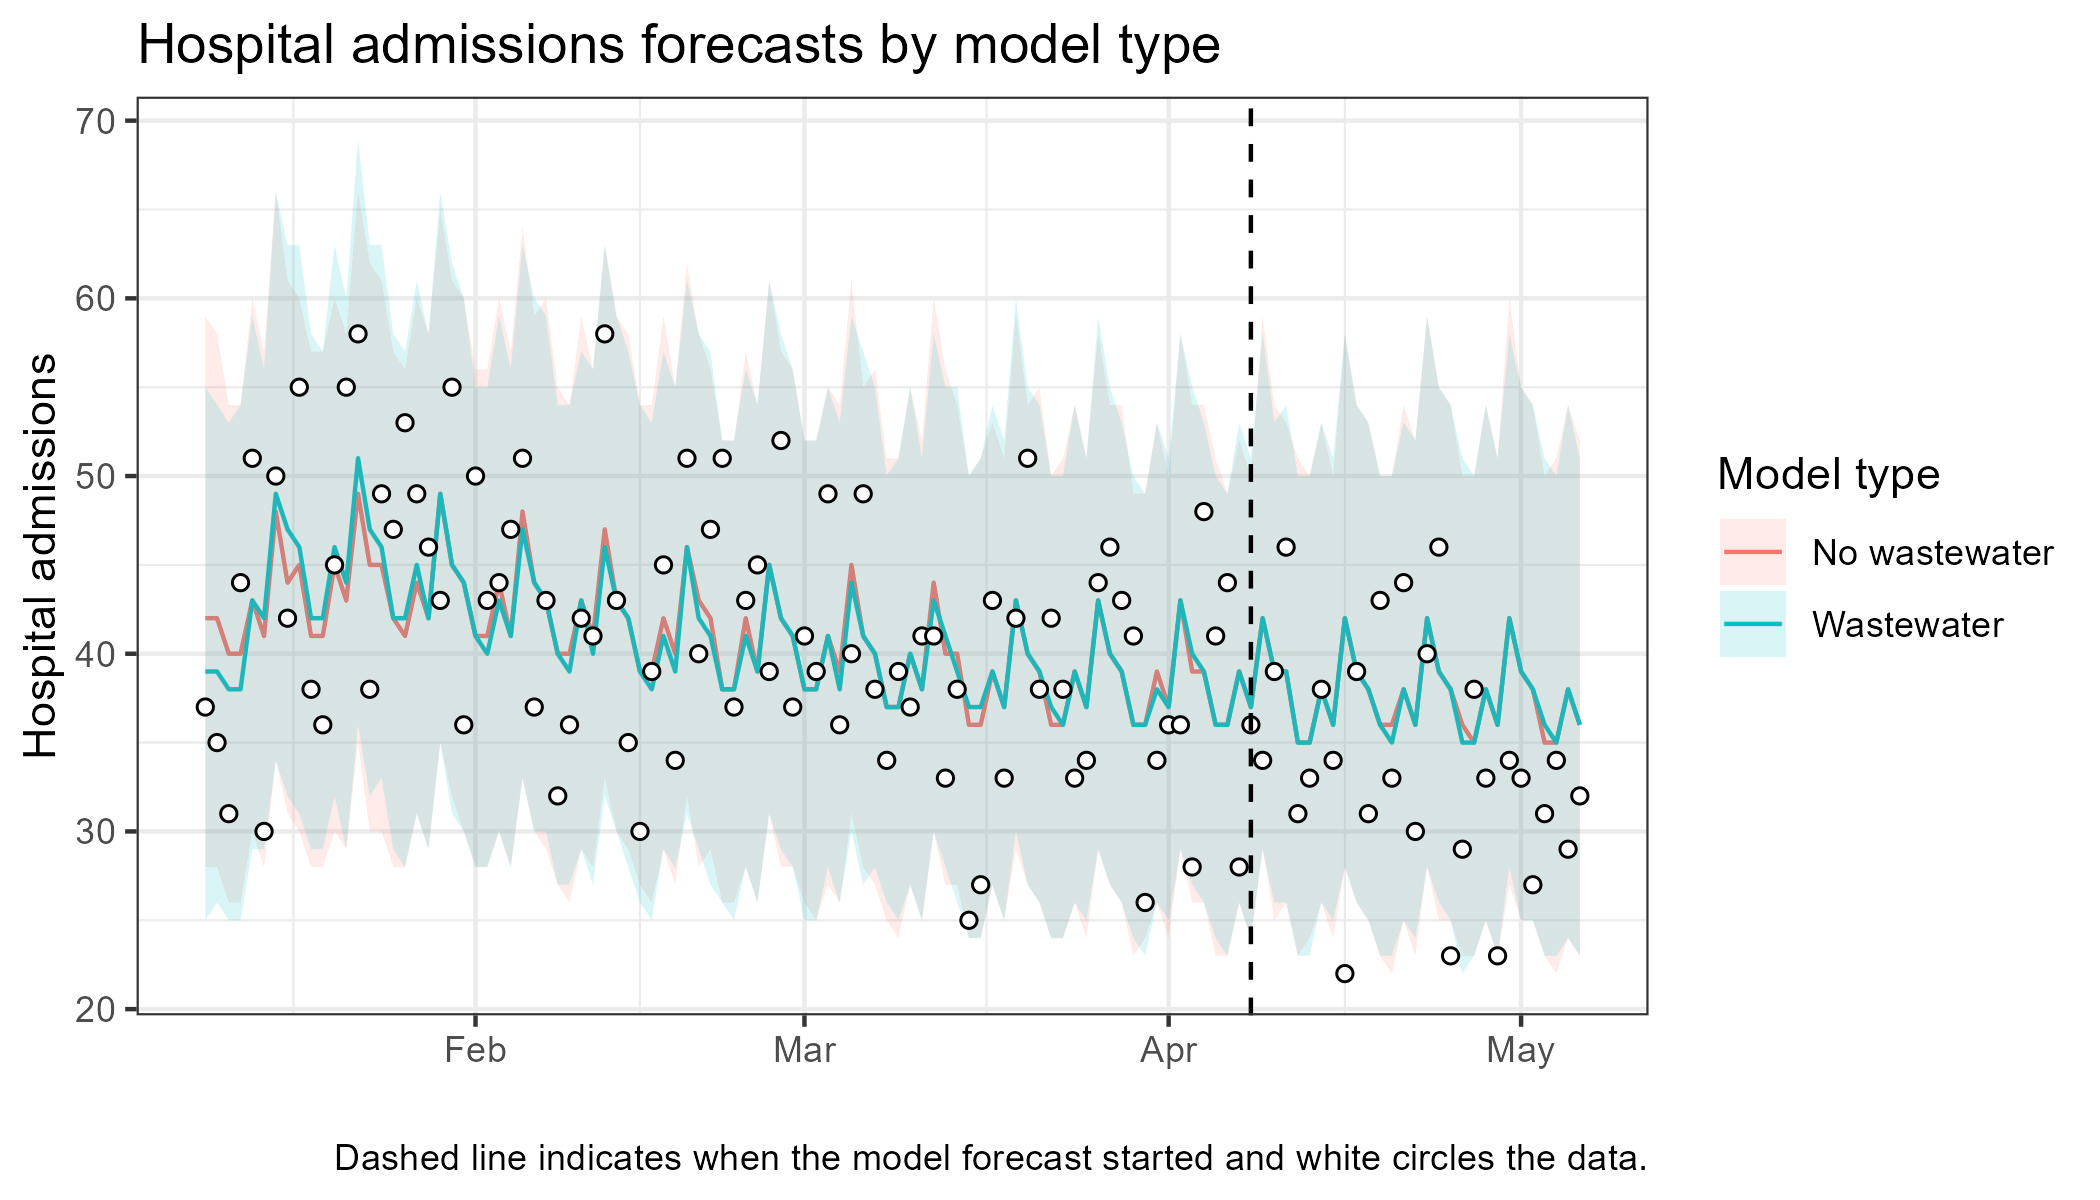 Hospital admissions forecasts by model type
Hospital admissions
70
60
50
40
30
20
Feb
Mar
Apr
May
Model type
No wastewater
Wastewater
Dashed line indicates when the model forecast started and white circles the data.